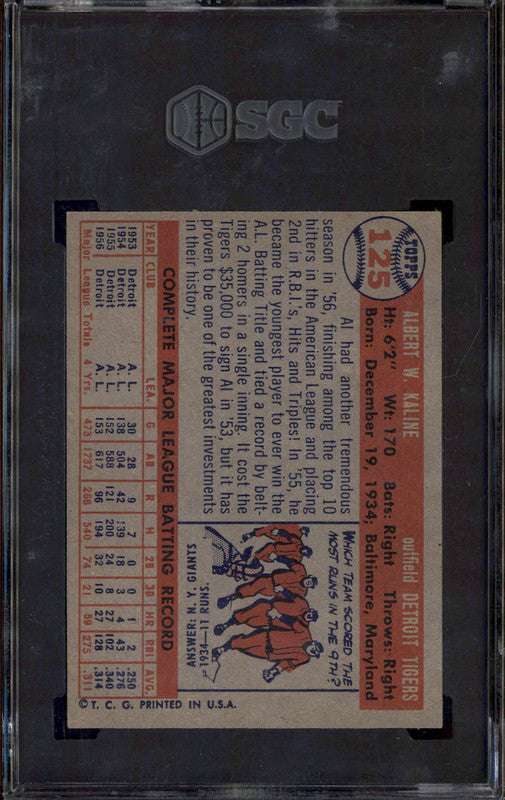 SGC
TOPPS
125
ALBERT W. KALINE outfield DETROIT TIGERS
Ht: 6'2" Wt: 170 Bats: Right Throws: Right
Born: December 19, 1934; Baltimore, Maryland
Al had another tremendous
season in '56, finishing among the top 10
hitters in the American League and placing
2nd in R.B.I.'s, Hits and Triples! In '55, he
became the youngest player to ever win the
A.L. Batting Title and tied a record by belt-
ing 2 homers in a single inning. It cost the
Tigers $35,000 to sign Al in '53, but it has
proven to be one of the greatest investments
in their history.
WHICH TEAM SCORED THE
MOST RUNS IN THE 9TH?
ANSWER: N.Y. GIANTS
1934—11 RUNS.
COMPLETE MAJOR LEAGUE BATTING RECORD
YEAR CLUB LEA. G AB R H 2B 3B HR RBI AVG.
1953 Detroit A. L. 30 28 9 7 0 0 1 2 .250
1954 Detroit A. L. 138 504 42 139 18 3 4 43 .276
1955 Detroit A. L. 152 588 121 200 24 8 27 102 .340
1956 Detroit A. L. 153 617 96 194 32 10 27 128 .314
Major League Totals 4 Yrs. 473 1737 268 540 74 21 59 275 .311
© T. C. G. PRINTED IN U.S.A.